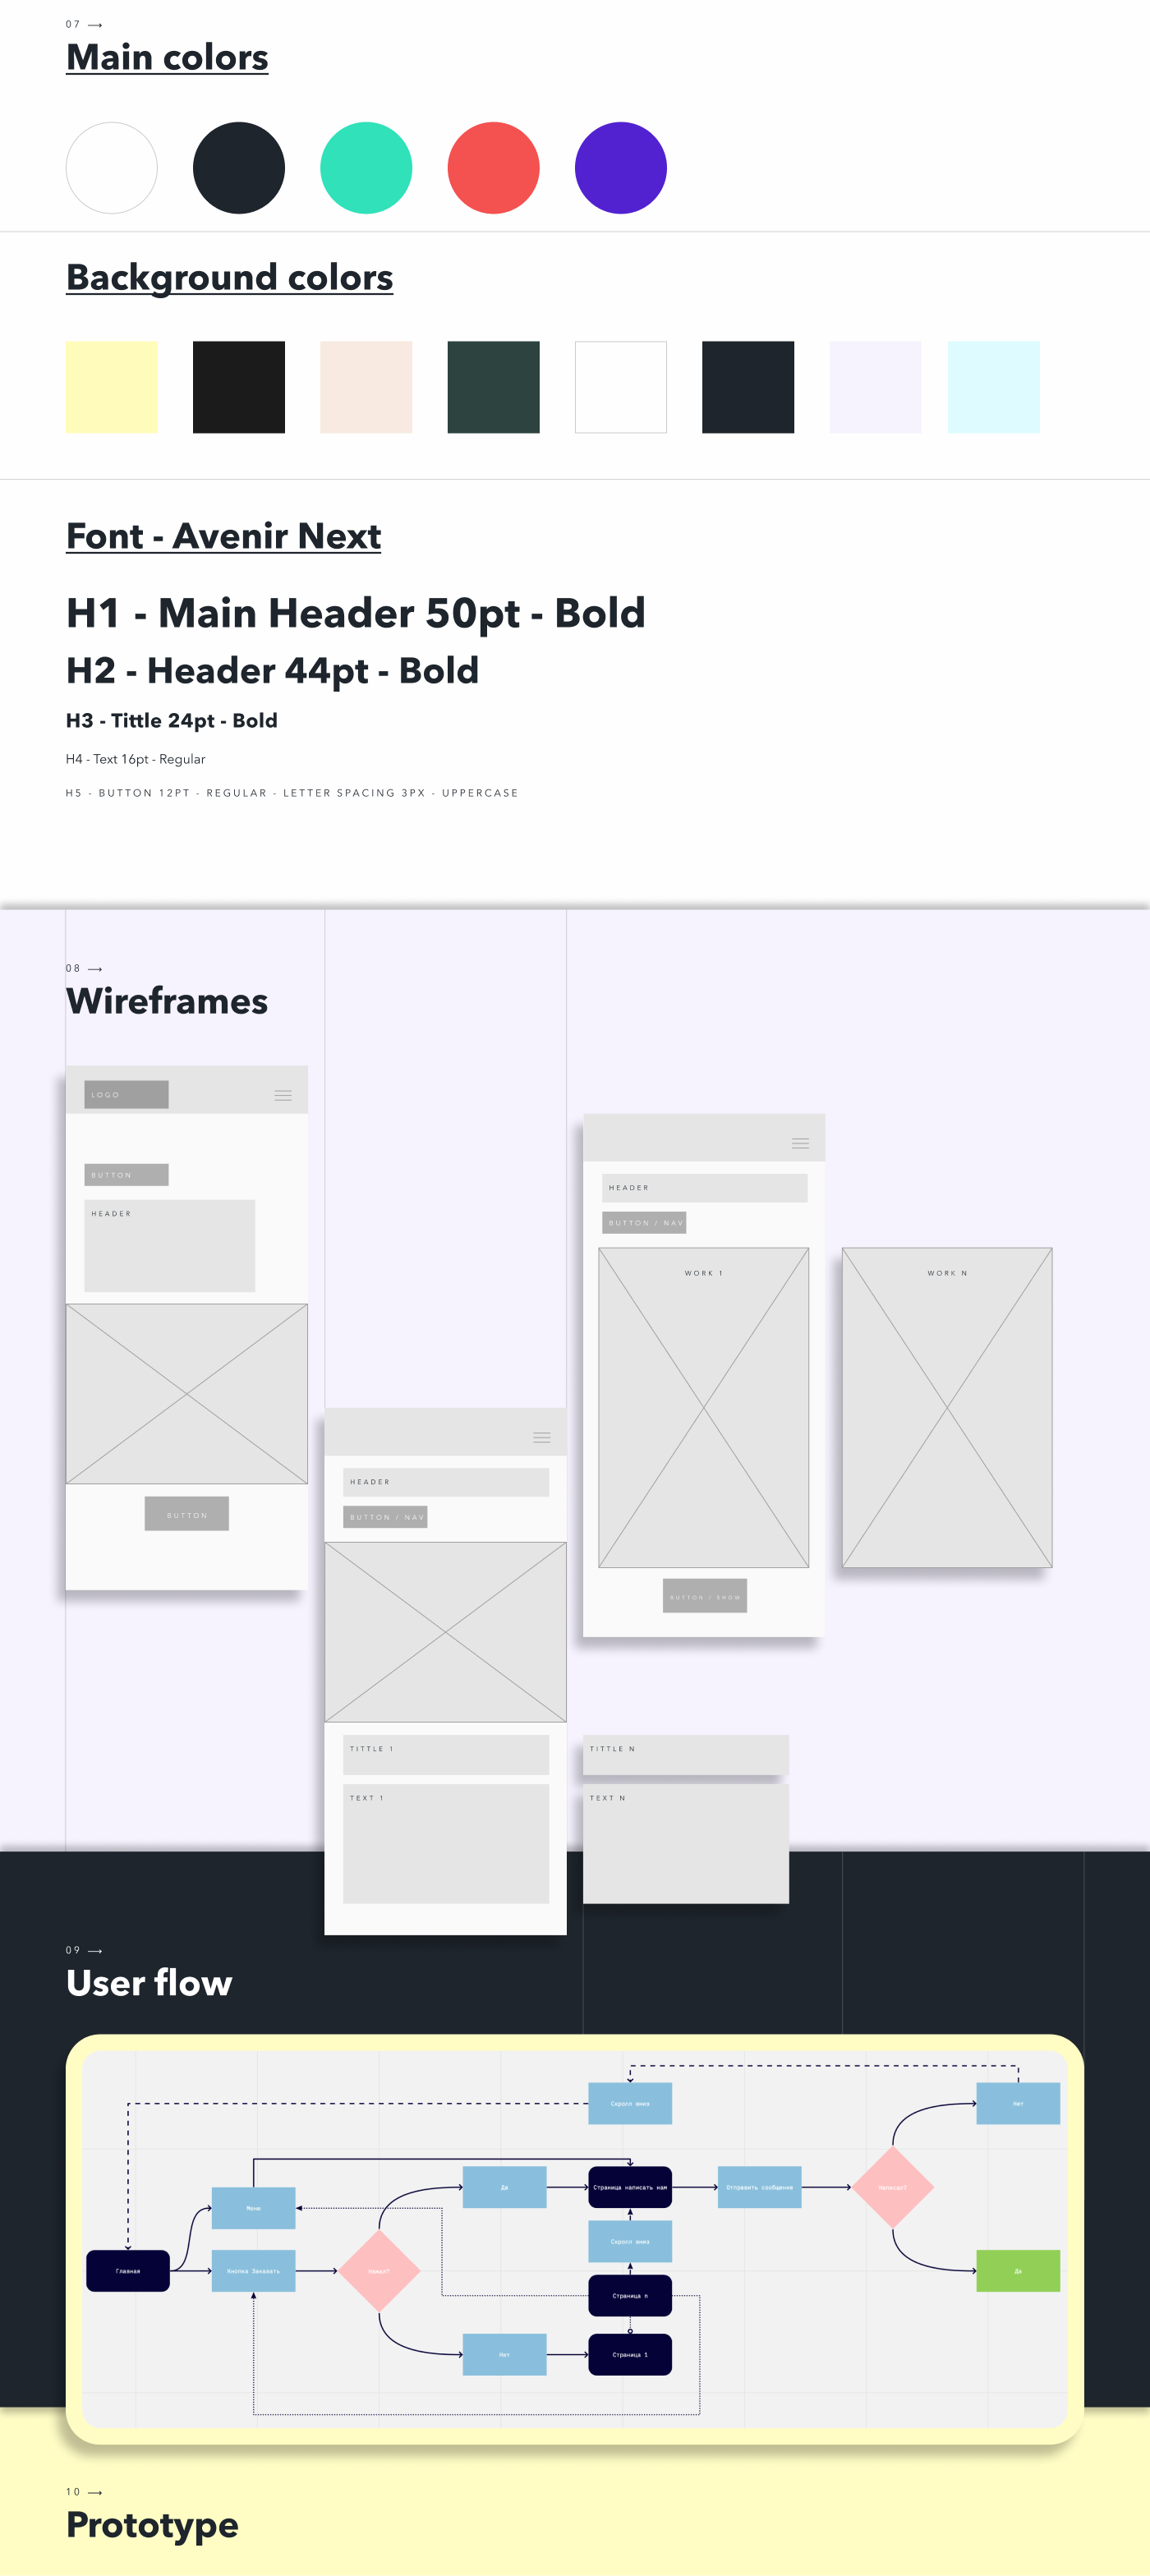 07 →
Main colors
Background colors
Font - Avenir Next
H1 - Main Header 50pt - Bold
H2 - Header 44pt - Bold
H3 - Tittle 24pt - Bold
H4 - Text 16pt - Regular
H5 - BUTTON 12PT - REGULAR - LETTER SPACING 3PX - UPPERCASE
08 →
Wireframes
LOGO
BUTTON
HEADER
BUTTON
HEADER
BUTTON / NAV
WORK 1
WORK N
BUTTON / SHOW
HEADER
BUTTON / NAV
TITTLE 1
TEXT 1
TITTLE N
TEXT N
09 →
User flow
Скролл вниз
Нет
Да
Страница написать нам
Отправить сообщение
Написал?
Меню
Скролл вниз
Главная
Кнопка Заказать
Нажал?
Да
Страница n
Нет
Страница 1
10 →
Prototype